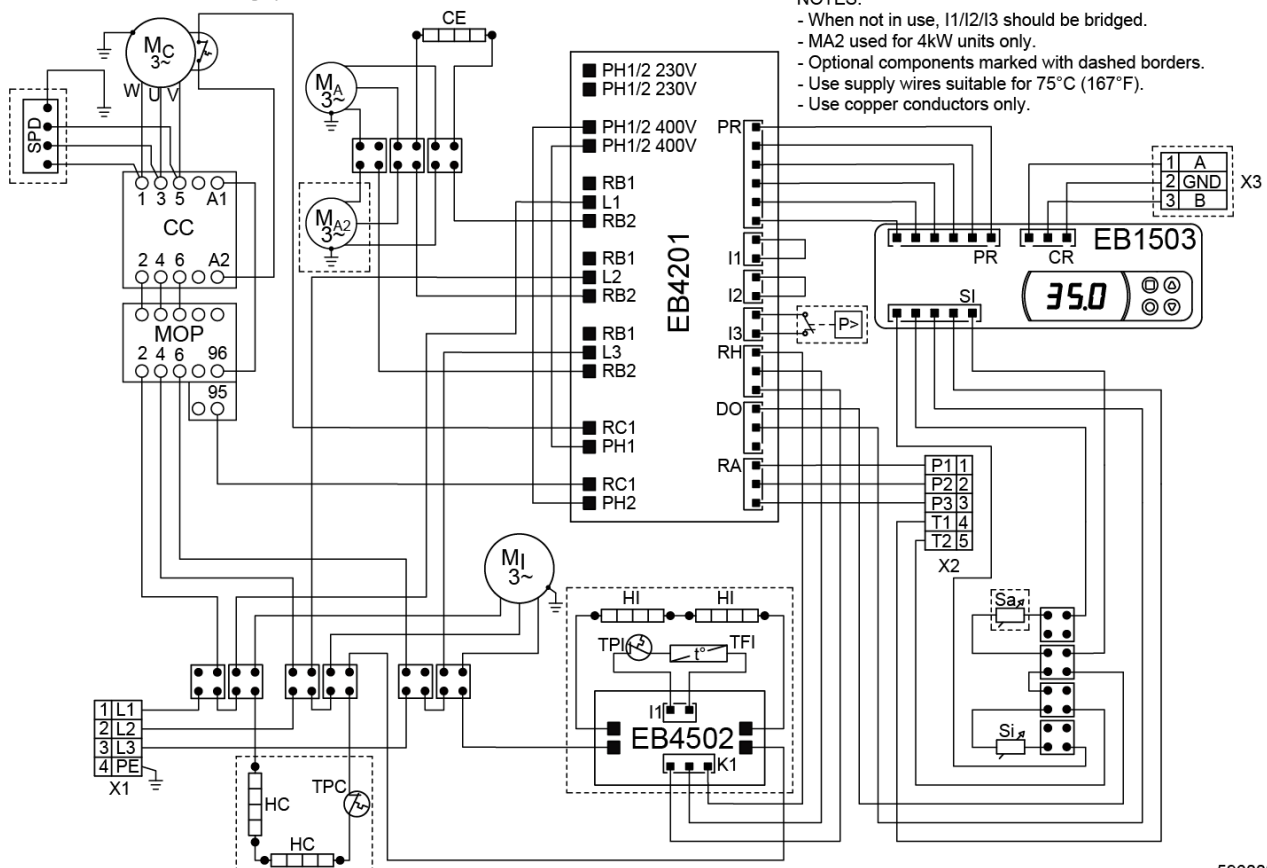 NOTES:
- When not in use, I1/I2/I3 should be bridged.
- MA2 used for 4kW units only.
- Optional components marked with dashed borders.
- Use supply wires suitable for 75°C (167°F).
- Use copper conductors only.
CE
MC
3~
W U V
SPD
1 3 5 A1
CC
2 4 6 A2
MOP
2 4 6 96
95
MA
3~
MA2
3~
PH1/2 230V
PH1/2 230V
PH1/2 400V
PH1/2 400V
RB1
L1
RB2
RB1
L2
RB2
RB1
L3
RB2
RC1
PH1
RC1
PH2
EB4201
PR
I1
I2
I3
RH
DO
RA
P>
1 A
2 GND
3 B
X3
EB1503
PR
CR
SI
35.0
P1 1
P2 2
P3 3
T1 4
T2 5
X2
Sa
Si
MI
3~
HI
HI
TPI
t°
TFI
I1
EB4502
K1
1 L1
2 L2
3 L3
4 PE
X1
HC
TPC
HC